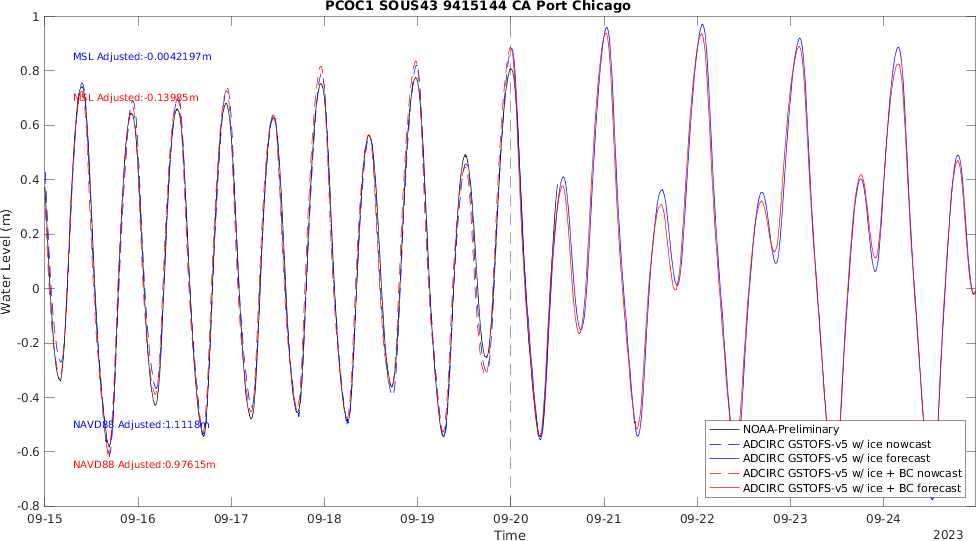 PCOC1 SOUS43 9415144 CA Port Chicago
MSL Adjusted:-0.0042197m
MSL Adjusted:-0.13985m
NAVD88 Adjusted:1.1118m
NAVD88 Adjusted:0.97615m
Water Level (m)
1
0.8
0.6
0.4
0.2
0
-0.2
-0.4
-0.6
-0.8
NOAA-Preliminary
ADCIRC GSTOFS-v5 w/ ice nowcast
ADCIRC GSTOFS-v5 w/ ice forecast
ADCIRC GSTOFS-v5 w/ ice + BC nowcast
ADCIRC GSTOFS-v5 w/ ice + BC forecast
09-15 09-16 09-17 09-18 09-19 09-20 09-21 09-22 09-23 09-24
Time
2023